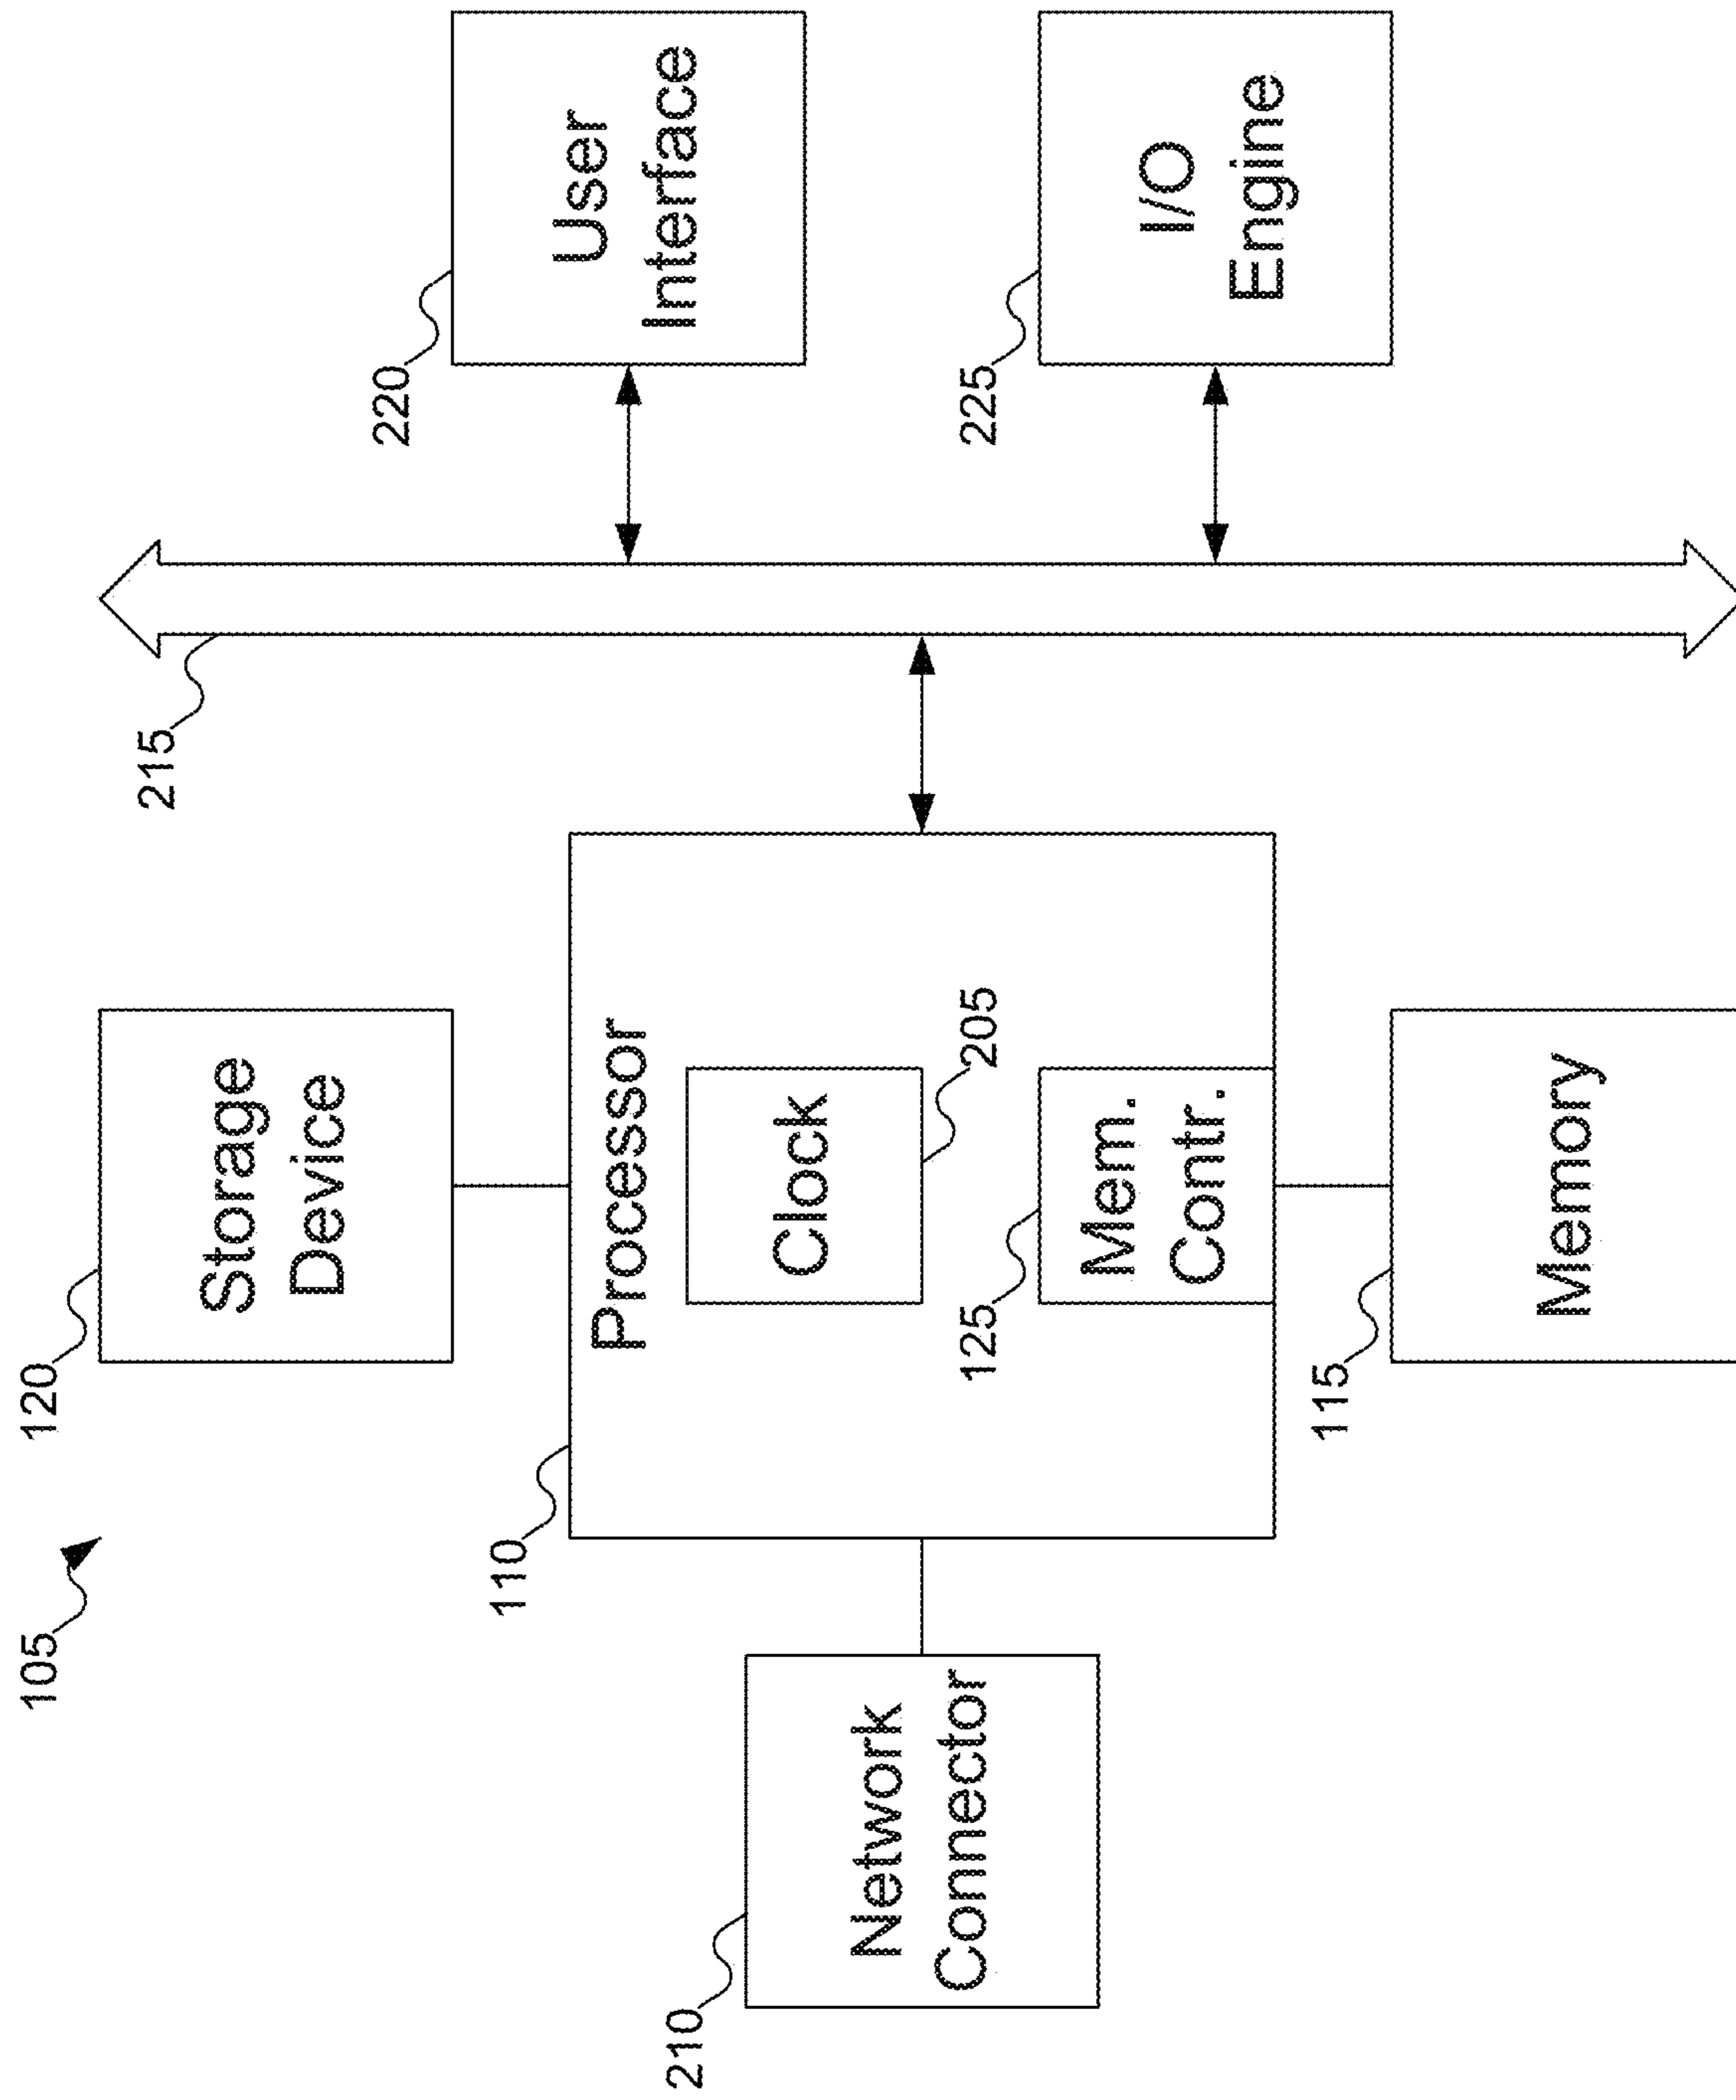 105
120
Storage
Device
215
110
Processor
Clock
205
125
Mem.
Contr.
115
Memory
210
Network
Connector
220
User
Interface
225
I/O
Engine